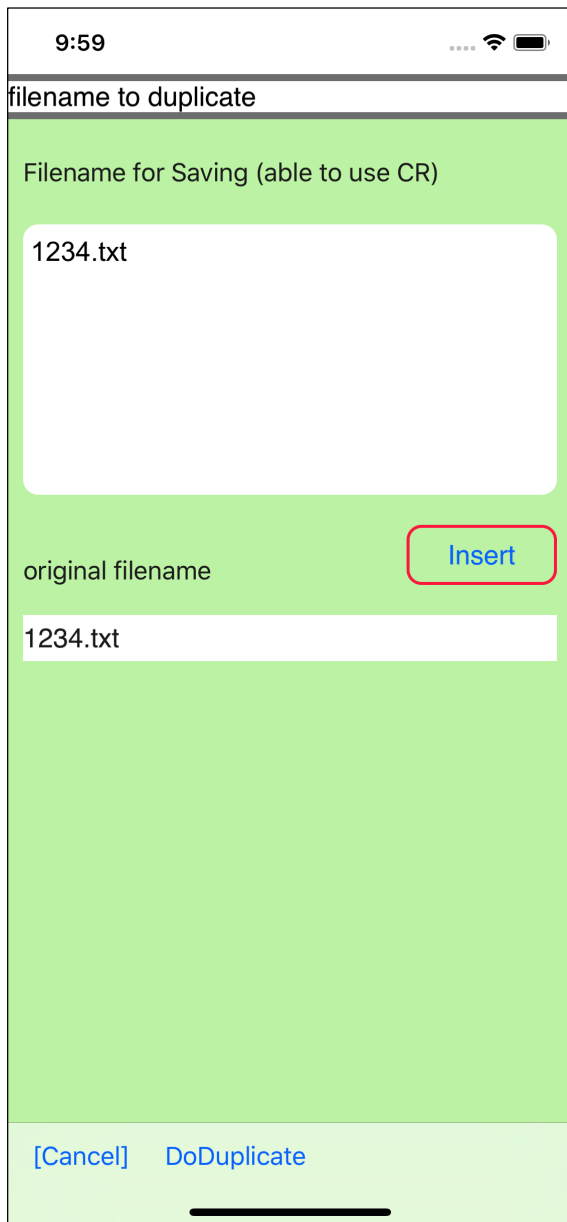 9:59
filename to duplicate
Filename for Saving (able to use CR)
1234.txt
Insert
original filename
1234.txt
[Cancel] DoDuplicate